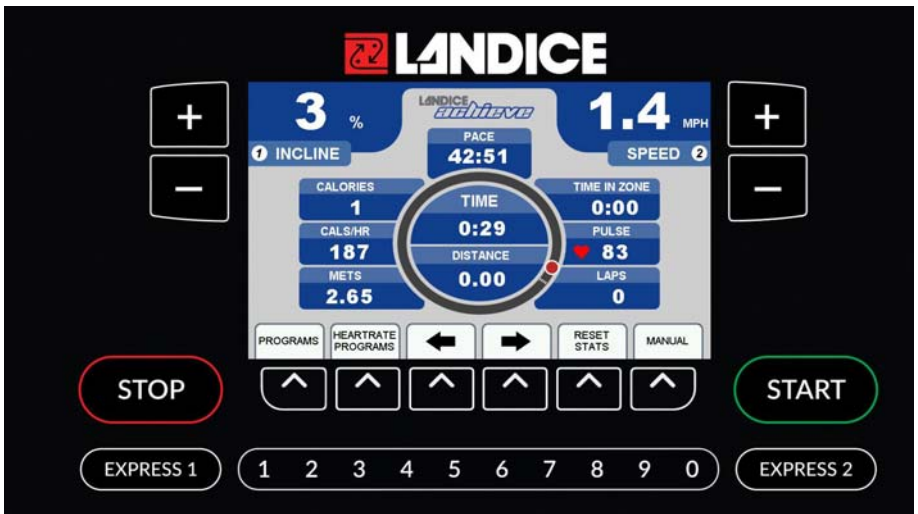 LANDICE
3 %
LANDICE
achieve
1.4 MPH
1 INCLINE
PACE
42:51
SPEED 2
+
+
−
−
CALORIES
1
CALS/HR
187
METS
2.65
TIME
0:29
DISTANCE
0.00
TIME IN ZONE
0:00
PULSE
83
LAPS
0
PROGRAMS
HEARTRATE
PROGRAMS
RESET
STATS
MANUAL
STOP
START
EXPRESS 1
1 2 3 4 5 6 7 8 9 0
EXPRESS 2